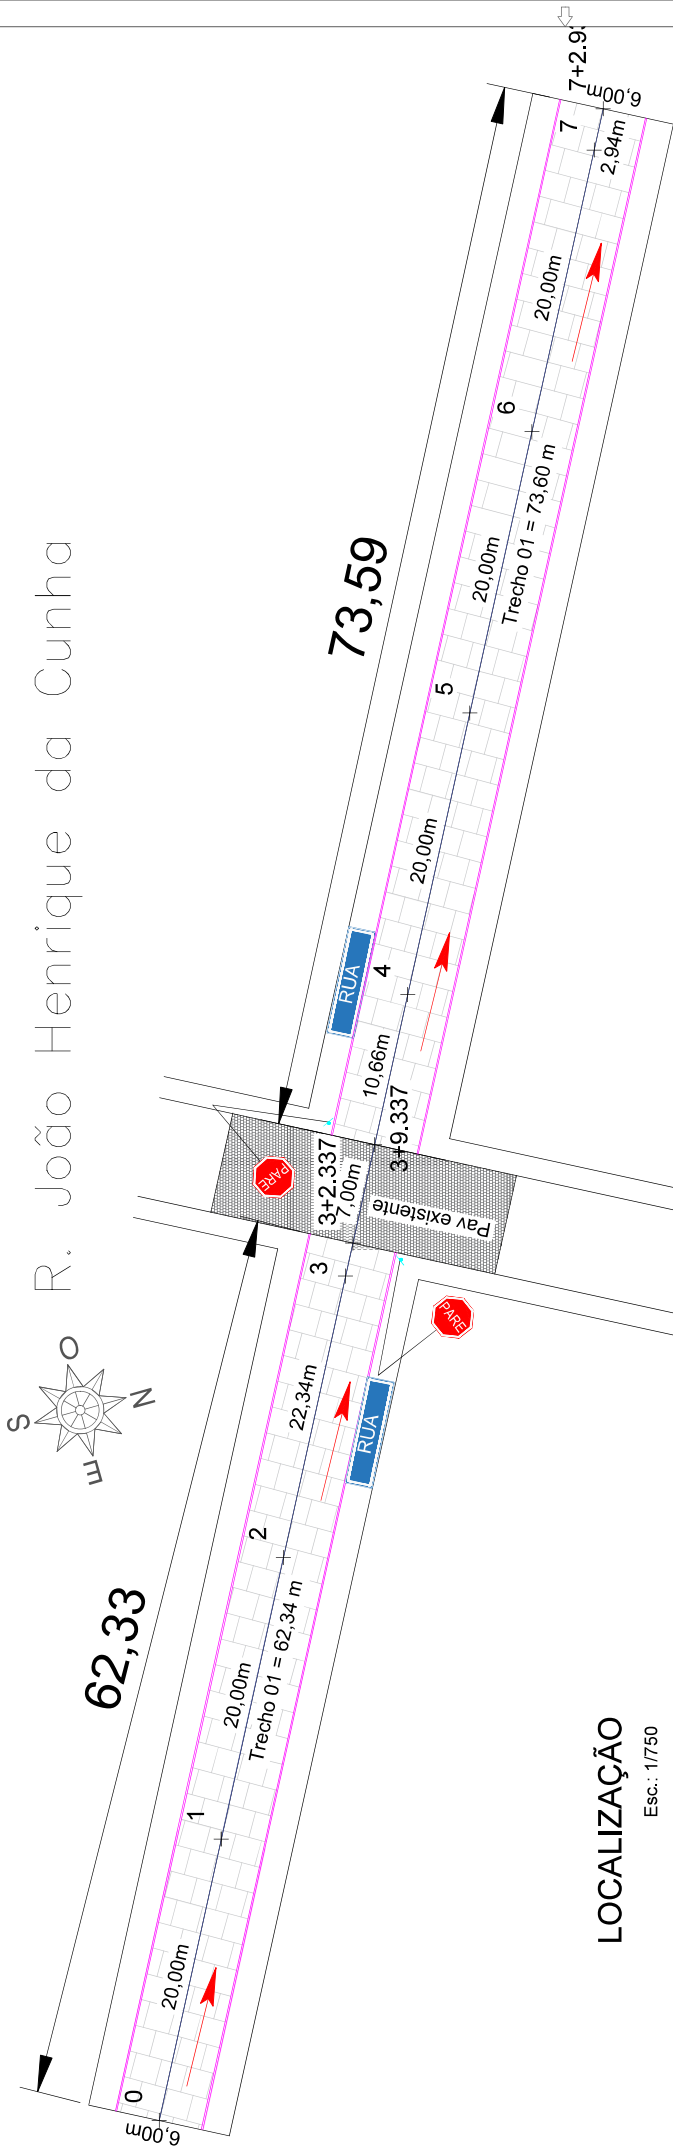 R. João Henrique da Cunha
S
O
N
E
62,33
73,59
0
6,00m
20,00m
1
20,00m
Trecho 01 = 62,34 m
2
22,34m
RUA
PARE
3
3+2.337
7,00m
Pav existente
PARE
3+9.337
10,66m
RUA
4
20,00m
5
20,00m
Trecho 01 = 73,60 m
6
20,00m
7
2,94m
6,00m
LOCALIZAÇÃO
Esc.: 1/750